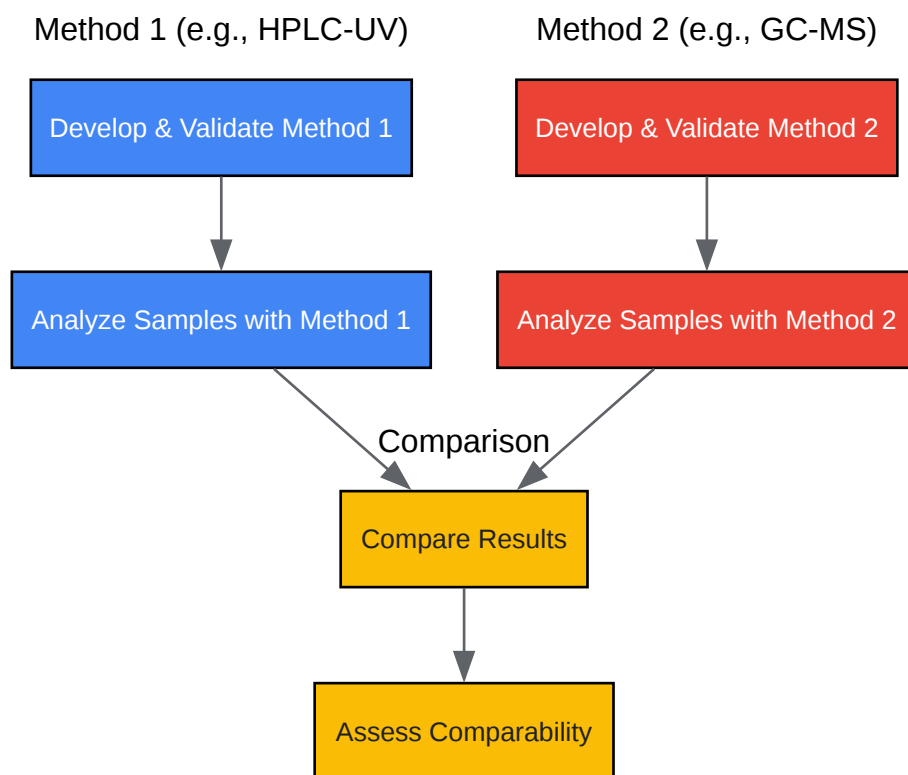 Method 1 (e.g., HPLC-UV)
Method 2 (e.g., GC-MS)
Develop & Validate Method 1
Develop & Validate Method 2
Analyze Samples with Method 1
Analyze Samples with Method 2
Comparison
Compare Results
Assess Comparability